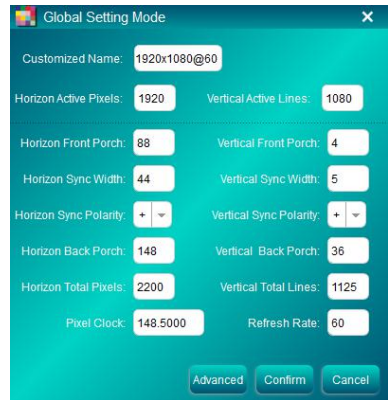 Global Setting Mode
Customized Name: 1920x1080@60
Horizon Active Pixels: 1920 Vertical Active Lines: 1080
Horizon Front Porch: 88 Vertical Front Porch: 4
Horizon Sync Width: 44 Vertical Sync Width: 5
Horizon Sync Polarity: + Vertical Sync Polarity: +
Horizon Back Porch: 148 Vertical Back Porch: 36
Horizon Total Pixels: 2200 Vertical Total Lines: 1125
Pixel Clock: 148.5000 Refresh Rate: 60
Advanced Confirm Cancel